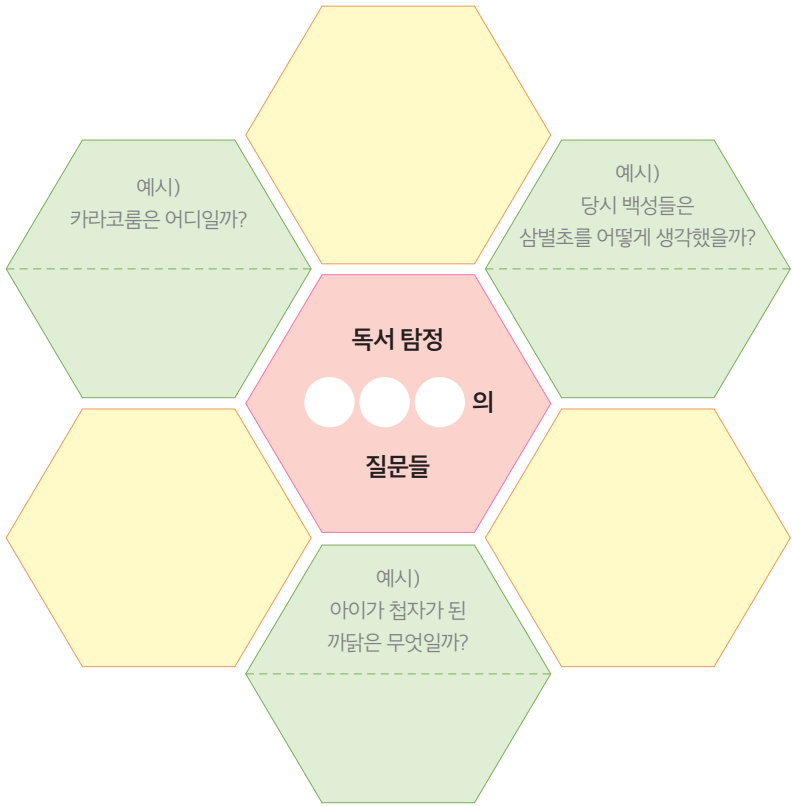 예시)
카라코룸은 어디일까?
예시)
당시 백성들은
삼별초를 어떻게 생각했을까?
독서 탐정
의
질문들
예시)
아이가 첩자가 된
까닭은 무엇일까?